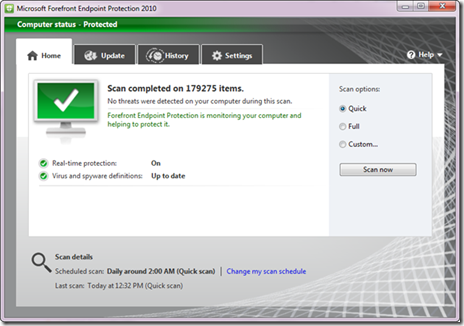 Microsoft Forefront Endpoint Protection 2010
Computer status - Protected
Home
Update
History
Settings
Help
Scan completed on 179275 items.
No threats were detected on your computer during this scan.
Forefront Endpoint Protection is monitoring your computer and
helping to protect it.
Scan options:
Quick
Full
Custom...
Scan now
Real-time protection: On
Virus and spyware definitions: Up to date
Scan details
Scheduled scan: Daily around 2:00 AM (Quick scan) | Change my scan schedule
Last scan: Today at 12:32 PM (Quick scan)